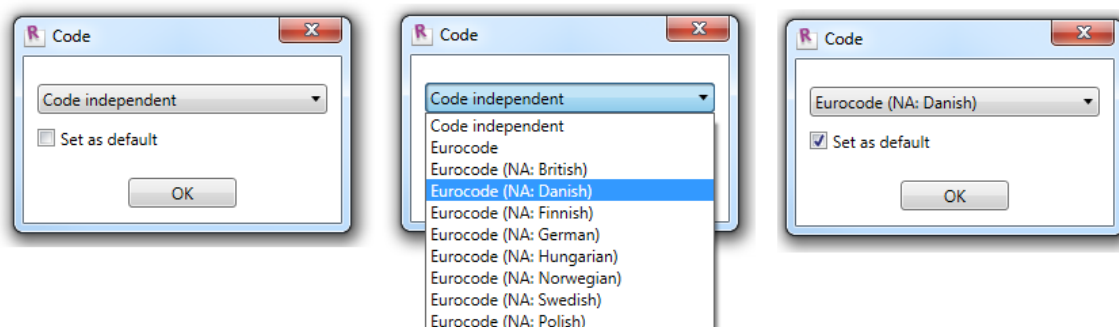 Code
Code independent
Set as default
OK
Code
Code independent
Code independent
Eurocode
Eurocode (NA: British)
Eurocode (NA: Danish)
Eurocode (NA: Finnish)
Eurocode (NA: German)
Eurocode (NA: Hungarian)
Eurocode (NA: Norwegian)
Eurocode (NA: Swedish)
Eurocode (NA: Polish)
Code
Eurocode (NA: Danish)
Set as default
OK